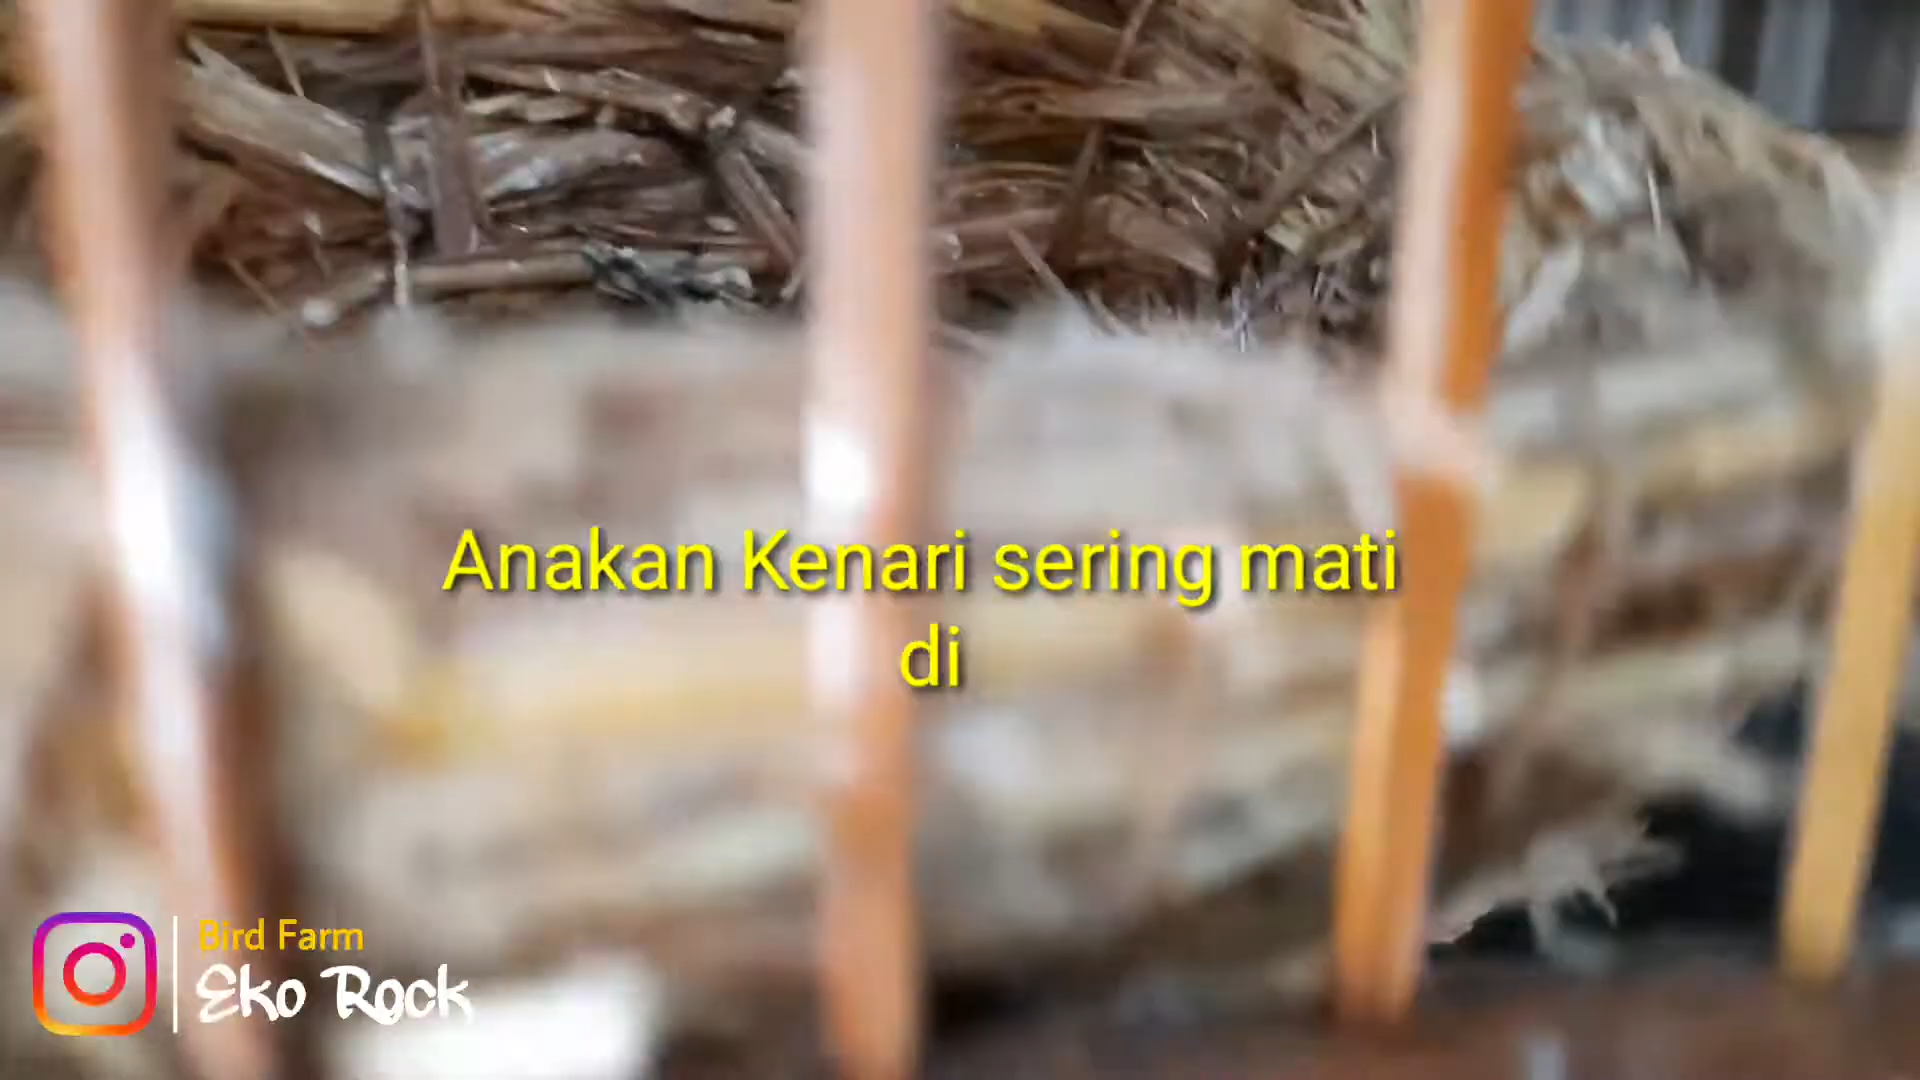 Anakan Kenari sering mati
di
Bird Farm
Eko Rock